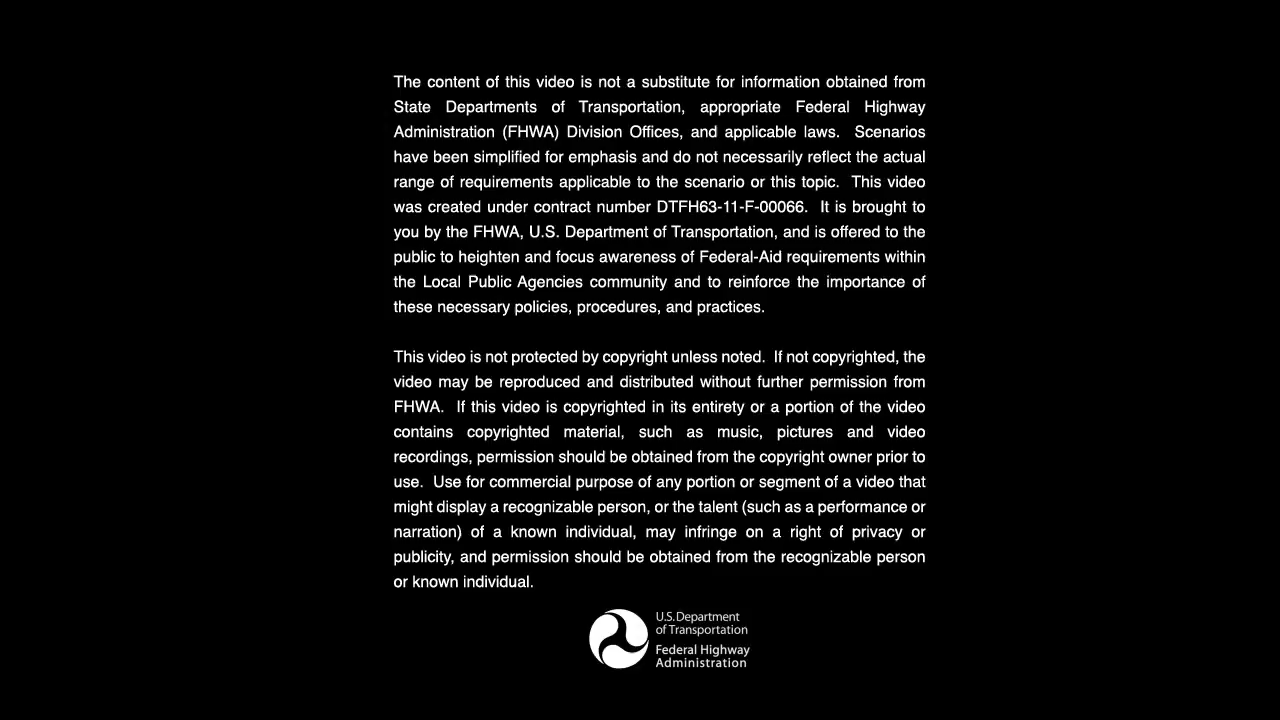 The content of this video is not a substitute for information obtained from
State Departments of Transportation, appropriate Federal Highway
Administration (FHWA) Division Offices, and applicable laws. Scenarios
have been simplified for emphasis and do not necessarily reflect the actual
range of requirements applicable to the scenario or this topic. This video
was created under contract number DTFH63-11-F-00066. It is brought to
you by the FHWA, U.S. Department of Transportation, and is offered to the
public to heighten and focus awareness of Federal-Aid requirements within
the Local Public Agencies community and to reinforce the importance of
these necessary policies, procedures, and practices.
This video is not protected by copyright unless noted. If not copyrighted, the
video may be reproduced and distributed without further permission from
FHWA. If this video is copyrighted in its entirety or a portion of the video
contains copyrighted material, such as music, pictures and video
recordings, permission should be obtained from the copyright owner prior to
use. Use for commercial purpose of any portion or segment of a video that
might display a recognizable person, or the talent (such as a performance or
narration) of a known individual, may infringe on a right of privacy or
publicity, and permission should be obtained from the recognizable person
or known individual.
U.S. Department
of Transportation
Federal Highway
Administration